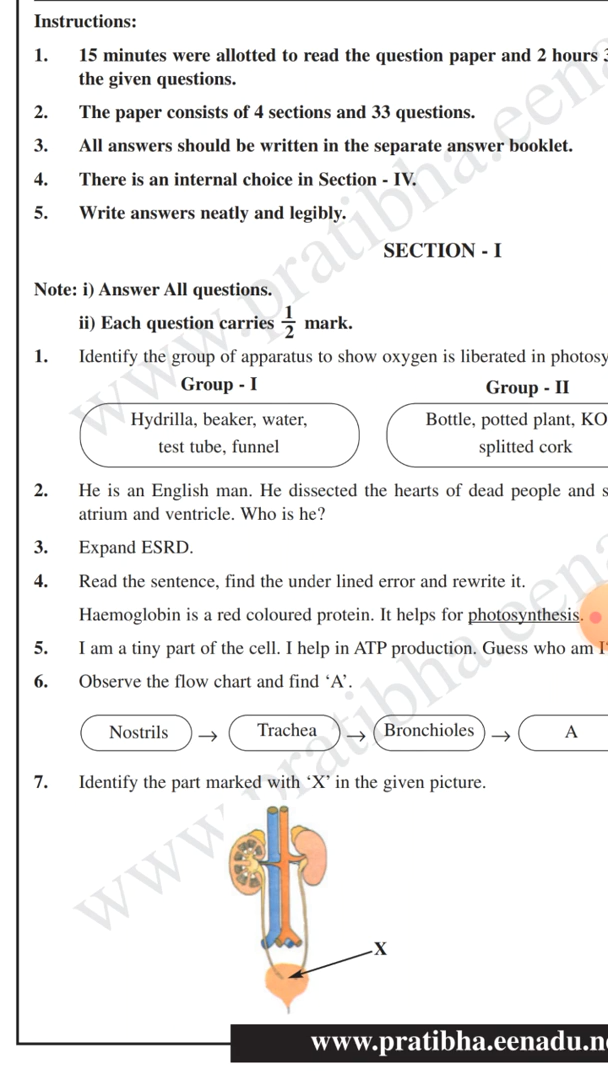 Instructions:
1. 15 minutes were allotted to read the question paper and 2 hours
the given questions.
2. The paper consists of 4 sections and 33 questions.
3. All answers should be written in the separate answer booklet.
4. There is an internal choice in Section - IV.
5. Write answers neatly and legibly.
SECTION - I
Note: i) Answer All questions.
ii) Each question carries 1/2 mark.
1. Identify the group of apparatus to show oxygen is liberated in photosy
Group - I Group - II
Hydrilla, beaker, water, Bottle, potted plant, KO
test tube, funnel splitted cork
2. He is an English man. He dissected the hearts of dead people and s
atrium and ventricle. Who is he?
3. Expand ESRD.
4. Read the sentence, find the under lined error and rewrite it.
Haemoglobin is a red coloured protein. It helps for photosynthesis.
5. I am a tiny part of the cell. I help in ATP production. Guess who am I
6. Observe the flow chart and find ‘A’.
Nostrils → Trachea → Bronchioles → A
7. Identify the part marked with ‘X’ in the given picture.
X
www.pratibha.eenadu.n
www.pratibha.eena
www.pratibha.eena